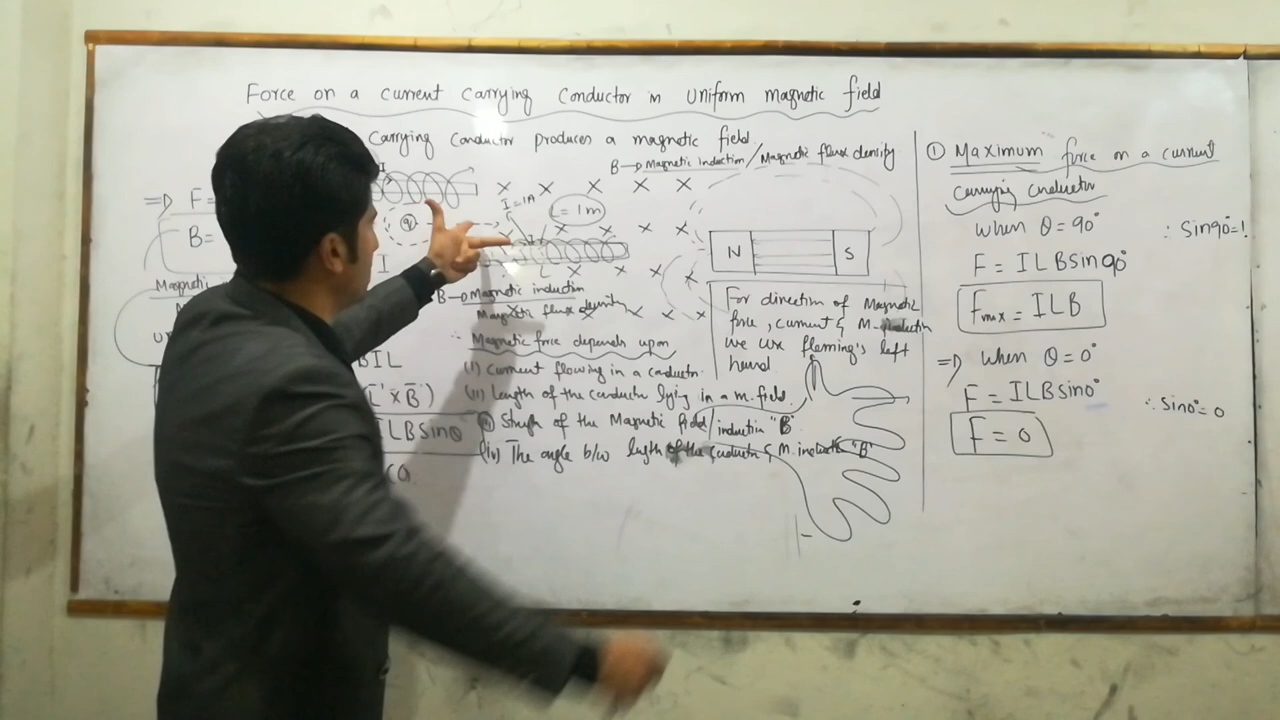 Force on a current Carrying Conductor in Uniform magnetic field
Carrying Conductor produces a magnetic field
B → Magnetic induction / Magnetic flux density
I
I = 1A
L = 1m
=D F =
B =
q
I
I
L
N S
B → Magnetic induction
Magnetic flux density
∴ Magnetic force depends upon
(i) current flowing in a conductor.
(ii) length of the conductor lying in a m.field.
of the Magnetic field / induction "B"
(iv) The angle b/w length of the conductor & M. induction "B"
BIL
ILBSinθ
For direction of Magnetic
force, current & M-
we use fleming's left
hand
① Maximum force on a current
carrying conductor
when θ = 90°
∴ Sin90° = 1
F = ILBSin90°
Fmax = ILB
=D when θ = 0°
F = ILBSin0°
∴ Sin0° = 0
F = 0